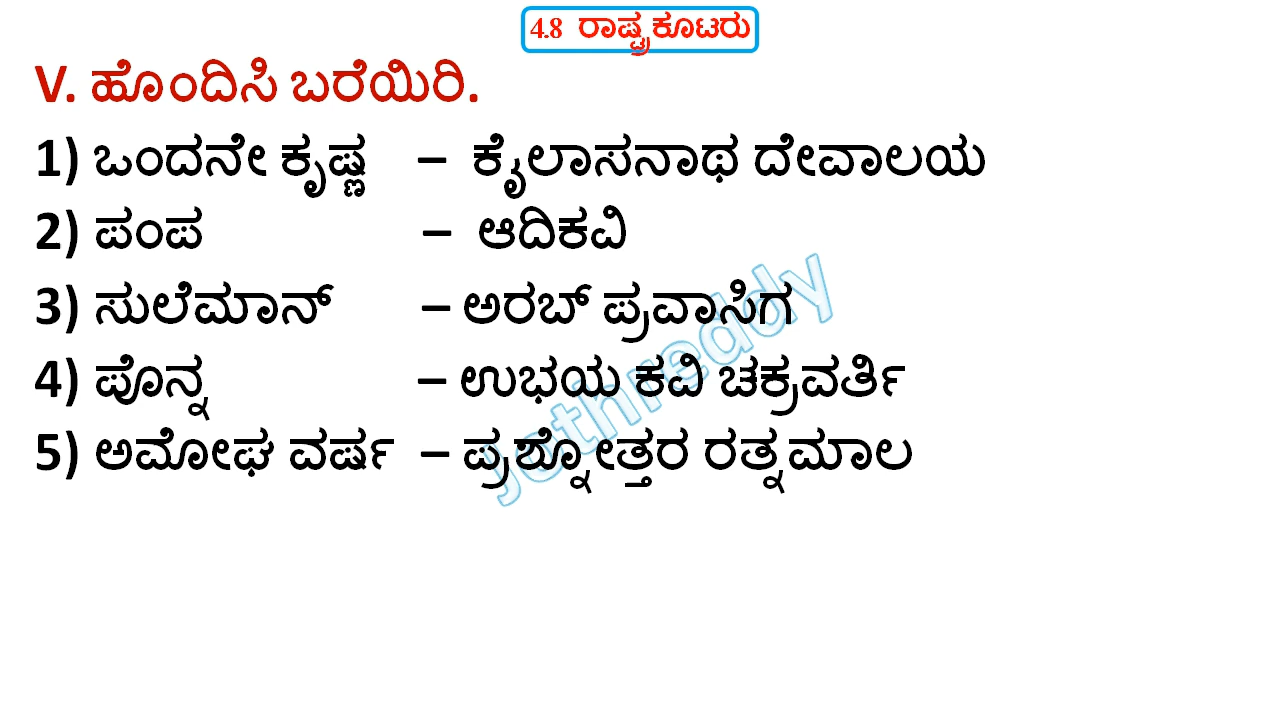 4.8 ರಾಷ್ಟ್ರಕೂಟರು
V. ಹೊಂದಿಸಿ ಬರೆಯಿರಿ.
1) ಒಂದನೇ ಕೃಷ್ಣ – ಕೈಲಾಸನಾಥ ದೇವಾಲಯ
2) ಪಂಪ – ಆದಿಕವಿ
3) ಸುಲೆಮಾನ್ – ಅರಬ್ ಪ್ರವಾಸಿಗ
4) ಪೊನ್ನ – ಉಭಯ ಕವಿ ಚಕ್ರವರ್ತಿ
5) ಅಮೋಘ ವರ್ಷ – ಪ್ರಶ್ನೋತ್ತರ ರತ್ನಮಾಲ
jothreddy